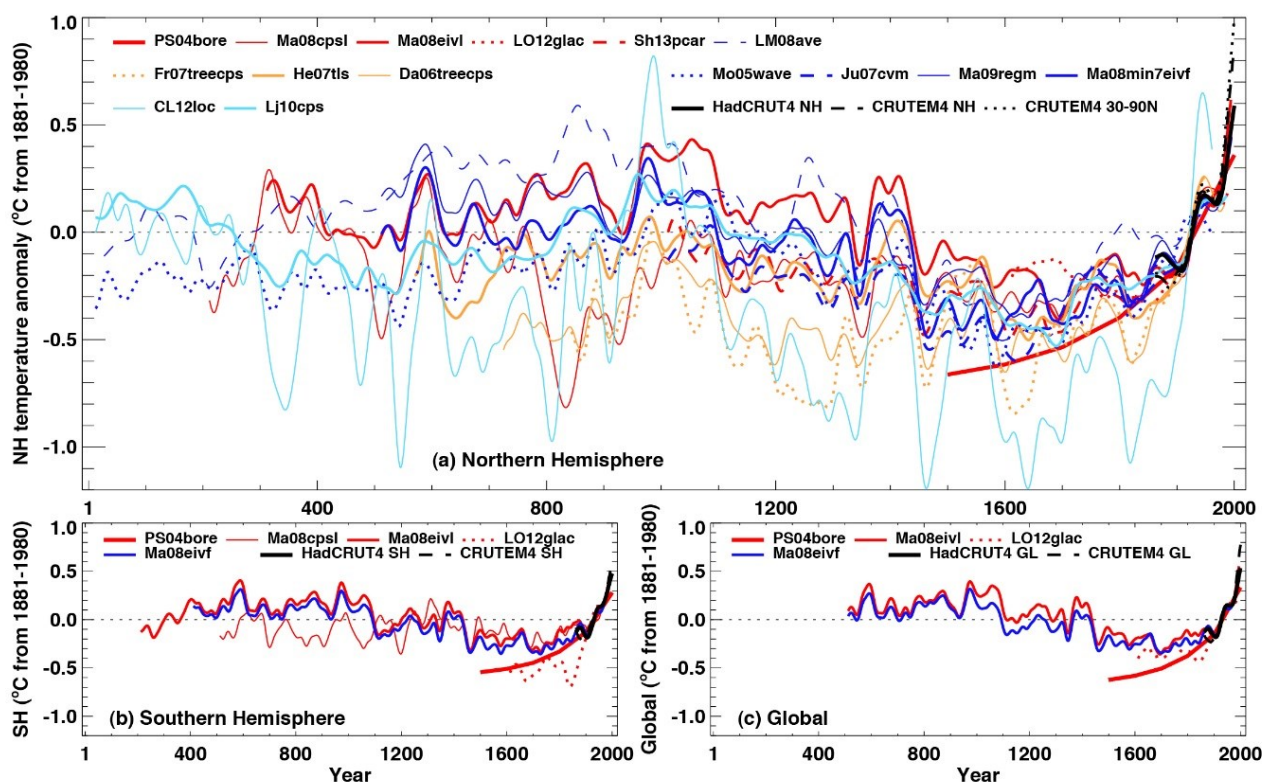 NH temperature anomaly (°C from 1881-1980)
1.0
0.5
0.0
-0.5
-1.0
PS04bore Ma08cpsl Ma08eivl LO12glac Sh13pcar LM08ave
Fr07treecps He07tls Da06treecps Mo05wave Ju07cvm Ma09regm Ma08min7eivf
CL12loc Lj10cps HadCRUT4 NH CRUTEM4 NH CRUTEM4 30-90N
(a) Northern Hemisphere
1 400 800 1200 1600 2000
SH (°C from 1881-1980)
1.0
0.5
0.0
-0.5
-1.0
PS04bore Ma08cpsl Ma08eivl LO12glac
Ma08eivf HadCRUT4 SH CRUTEM4 SH
(b) Southern Hemisphere
1 400 800 1200 1600 2000
Year
Global (°C from 1881-1980)
1.0
0.5
0.0
-0.5
-1.0
PS04bore Ma08eivl LO12glac
Ma08eivf HadCRUT4 GL CRUTEM4 GL
(c) Global
1 400 800 1200 1600 2000
Year